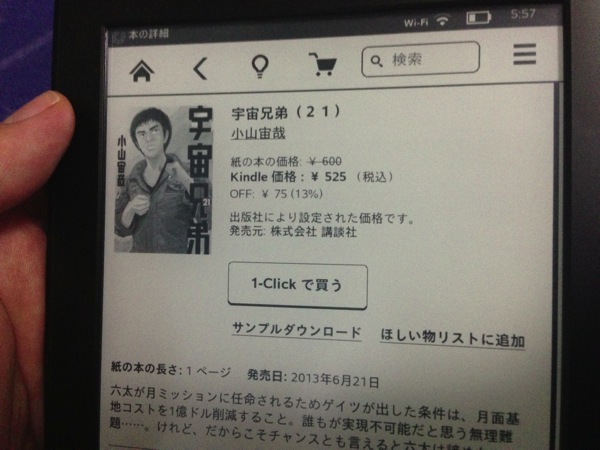 Wi-Fi 5:57
本の詳細
検索
小山宙哉
宇宙兄弟
21
宇宙兄弟（２１）
小山宙哉
紙の本の価格: ￥ 600
Kindle 価格: ￥ 525 （税込）
OFF: ￥ 75 (13%)
出版社により設定された価格です。
発売元: 株式会社 講談社
1-Click で買う
サンプルダウンロード ほしい物リストに追加
紙の本の長さ: 1 ページ 発売日: 2013年6月21日
六太が月ミッションに任命されるためゲイツが出した条件は、月面基
地コストを1億ドル削減すること。誰もが実現不可能だと思う無理難
題……。けれど、だからこそチャンスとも言えると六太は